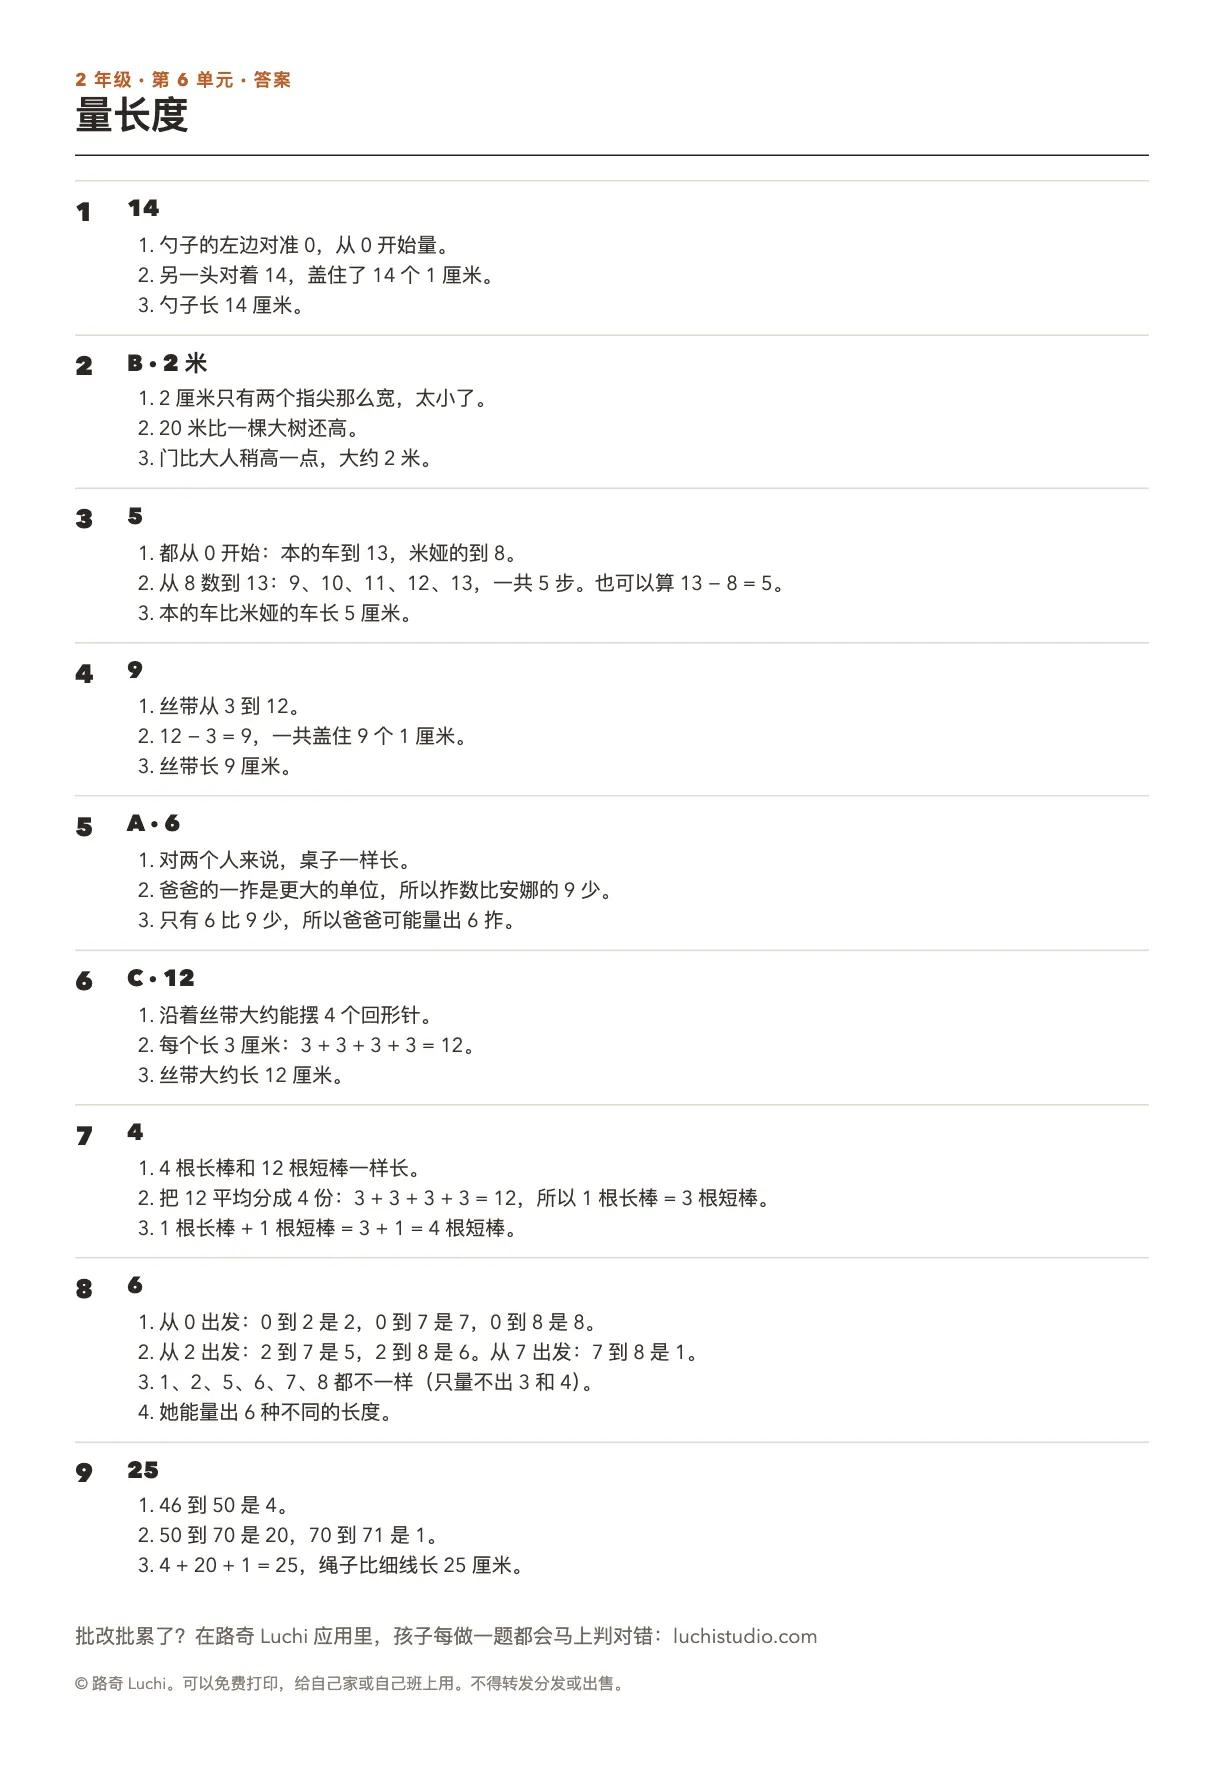 2 年级 · 第 6 单元 · 答案
量长度
1 14
1. 勺子的左边对准 0，从 0 开始量。
2. 另一头对着 14，盖住了 14 个 1 厘米。
3. 勺子长 14 厘米。
2 B · 2 米
1. 2 厘米只有两个指尖那么宽，太小了。
2. 20 米比一棵大树还高。
3. 门比大人稍高一点，大约 2 米。
3 5
1. 都从 0 开始：本的车到 13，米娅的到 8。
2. 从 8 数到 13：9、10、11、12、13，一共 5 步。也可以算 13 − 8 = 5。
3. 本的车比米娅的车长 5 厘米。
4 9
1. 丝带从 3 到 12。
2. 12 − 3 = 9，一共盖住 9 个 1 厘米。
3. 丝带长 9 厘米。
5 A · 6
1. 对两个人来说，桌子一样长。
2. 爸爸的一拃是更大的单位，所以拃数比安娜的 9 少。
3. 只有 6 比 9 少，所以爸爸可能量出 6 拃。
6 C · 12
1. 沿着丝带大约能摆 4 个回形针。
2. 每个长 3 厘米：3 + 3 + 3 + 3 = 12。
3. 丝带大约长 12 厘米。
7 4
1. 4 根长棒和 12 根短棒一样长。
2. 把 12 平均分成 4 份：3 + 3 + 3 + 3 = 12，所以 1 根长棒 = 3 根短棒。
3. 1 根长棒 + 1 根短棒 = 3 + 1 = 4 根短棒。
8 6
1. 从 0 出发：0 到 2 是 2，0 到 7 是 7，0 到 8 是 8。
2. 从 2 出发：2 到 7 是 5，2 到 8 是 6。从 7 出发：7 到 8 是 1。
3. 1、2、5、6、7、8 都不一样（只量不出 3 和 4）。
4. 她能量出 6 种不同的长度。
9 25
1. 46 到 50 是 4。
2. 50 到 70 是 20，70 到 71 是 1。
3. 4 + 20 + 1 = 25，绳子比细线长 25 厘米。
批改批累了？在路奇 Luchi 应用里，孩子每做一题都会马上判对错：luchistudio.com
© 路奇 Luchi。可以免费打印，给自己家或自己班上用。不得转发分发或出售。